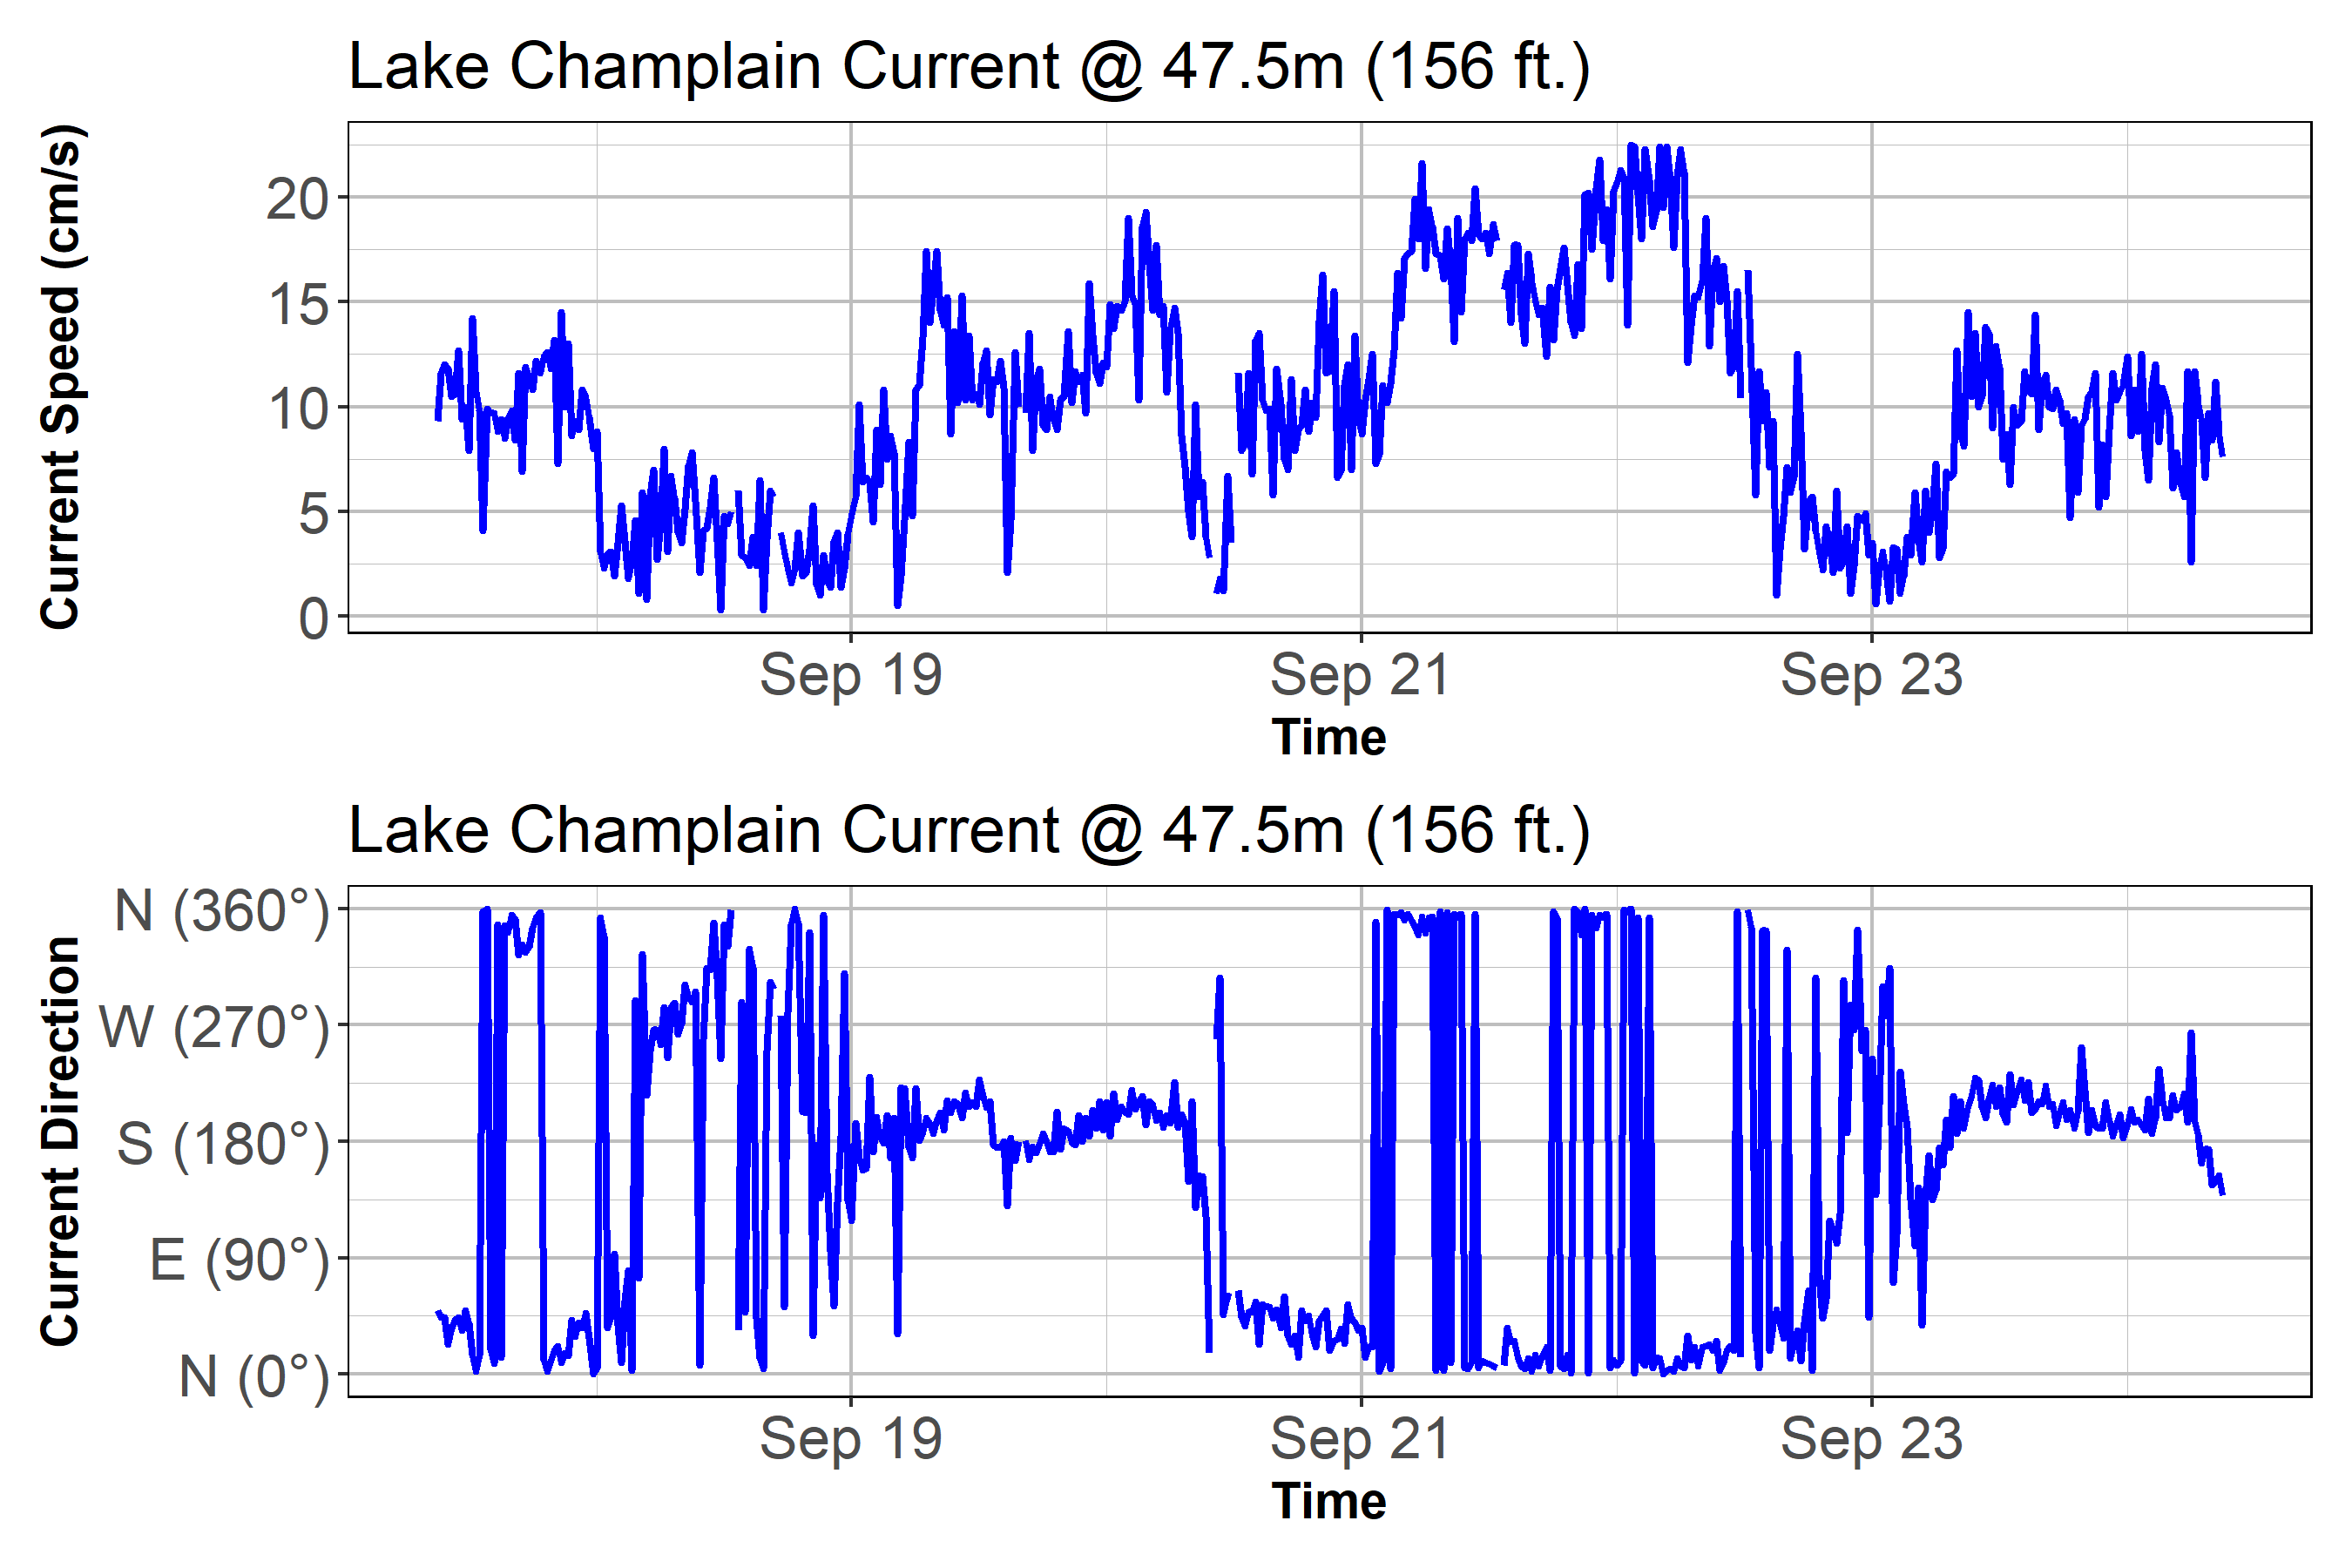 Lake Champlain Current @ 47.5m (156 ft.)
Current Speed (cm/s)
20
15
10
5
0
Sep 19 Sep 21 Sep 23
Time
Lake Champlain Current @ 47.5m (156 ft.)
Current Direction
N (360°)
W (270°)
S (180°)
E (90°)
N (0°)
Sep 19 Sep 21 Sep 23
Time